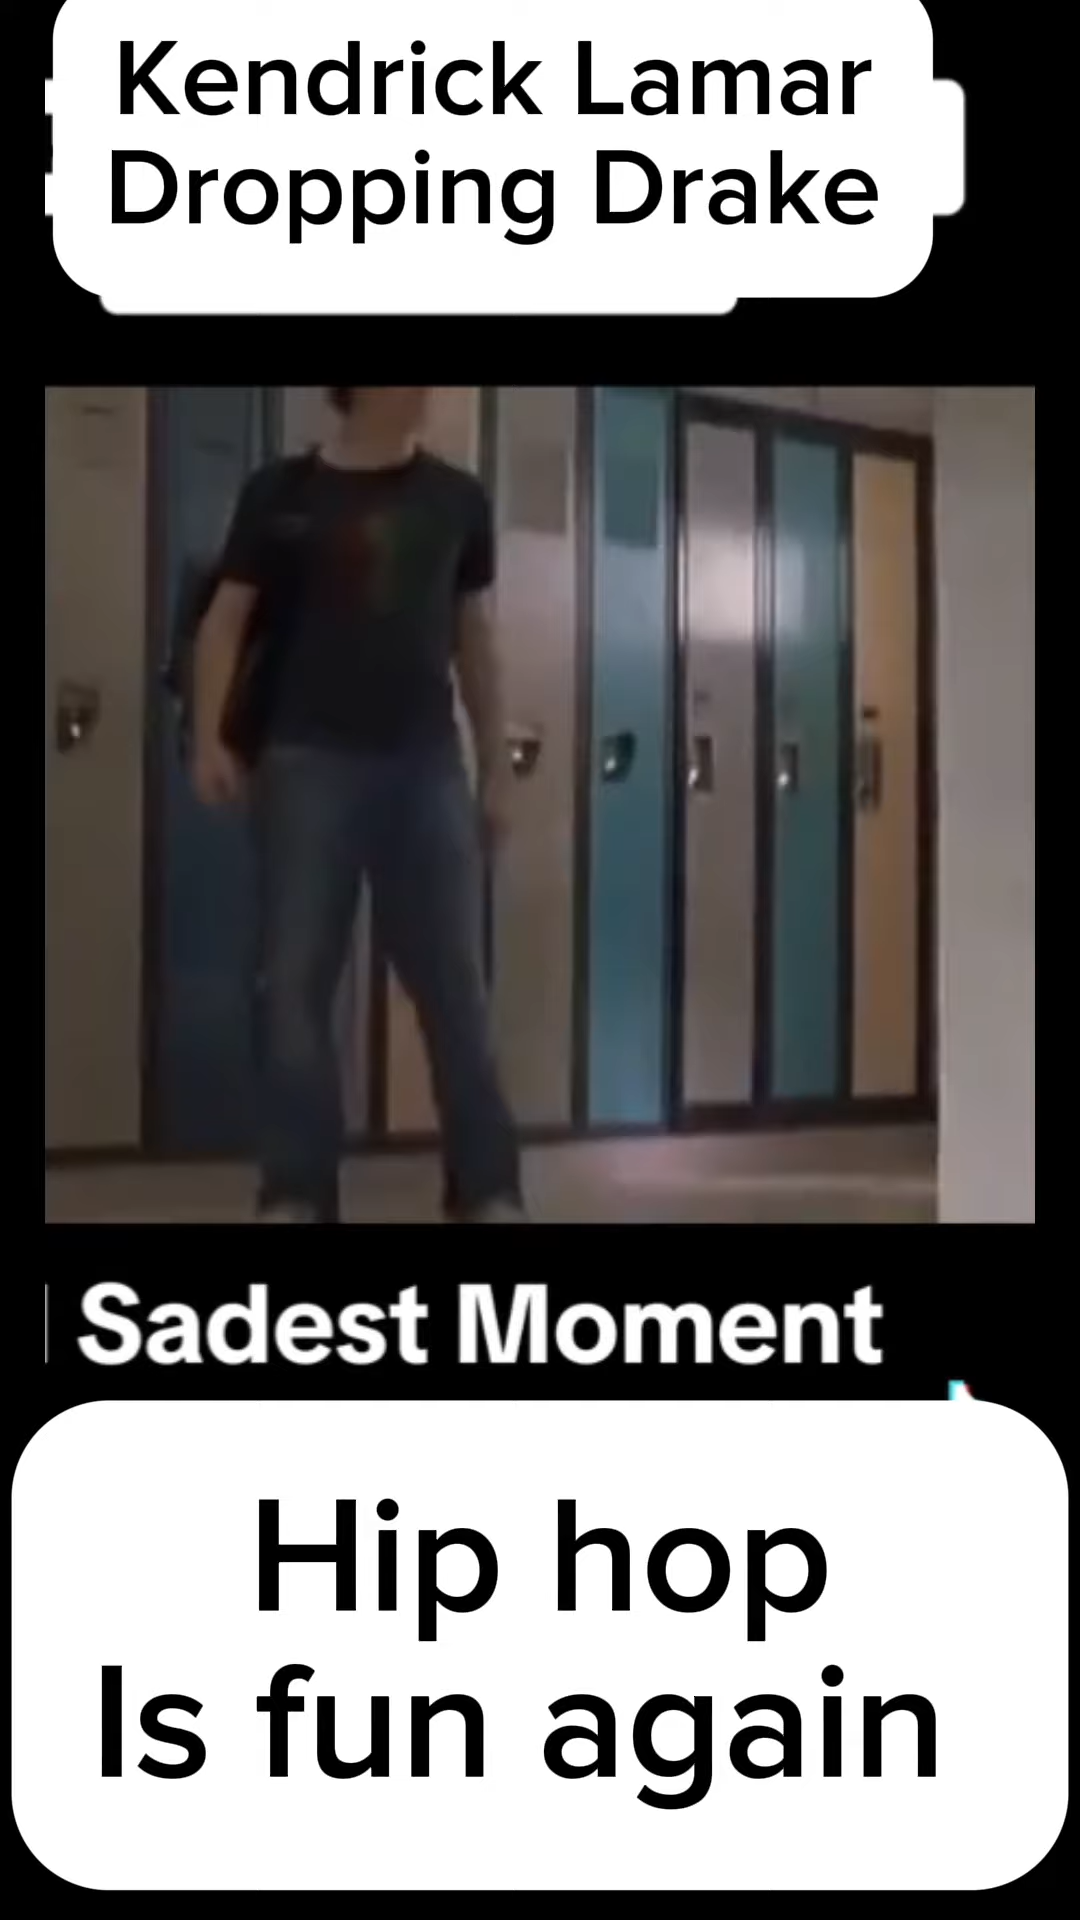 Kendrick Lamar
Dropping Drake
Sadest Moment
Hip hop
Is fun again